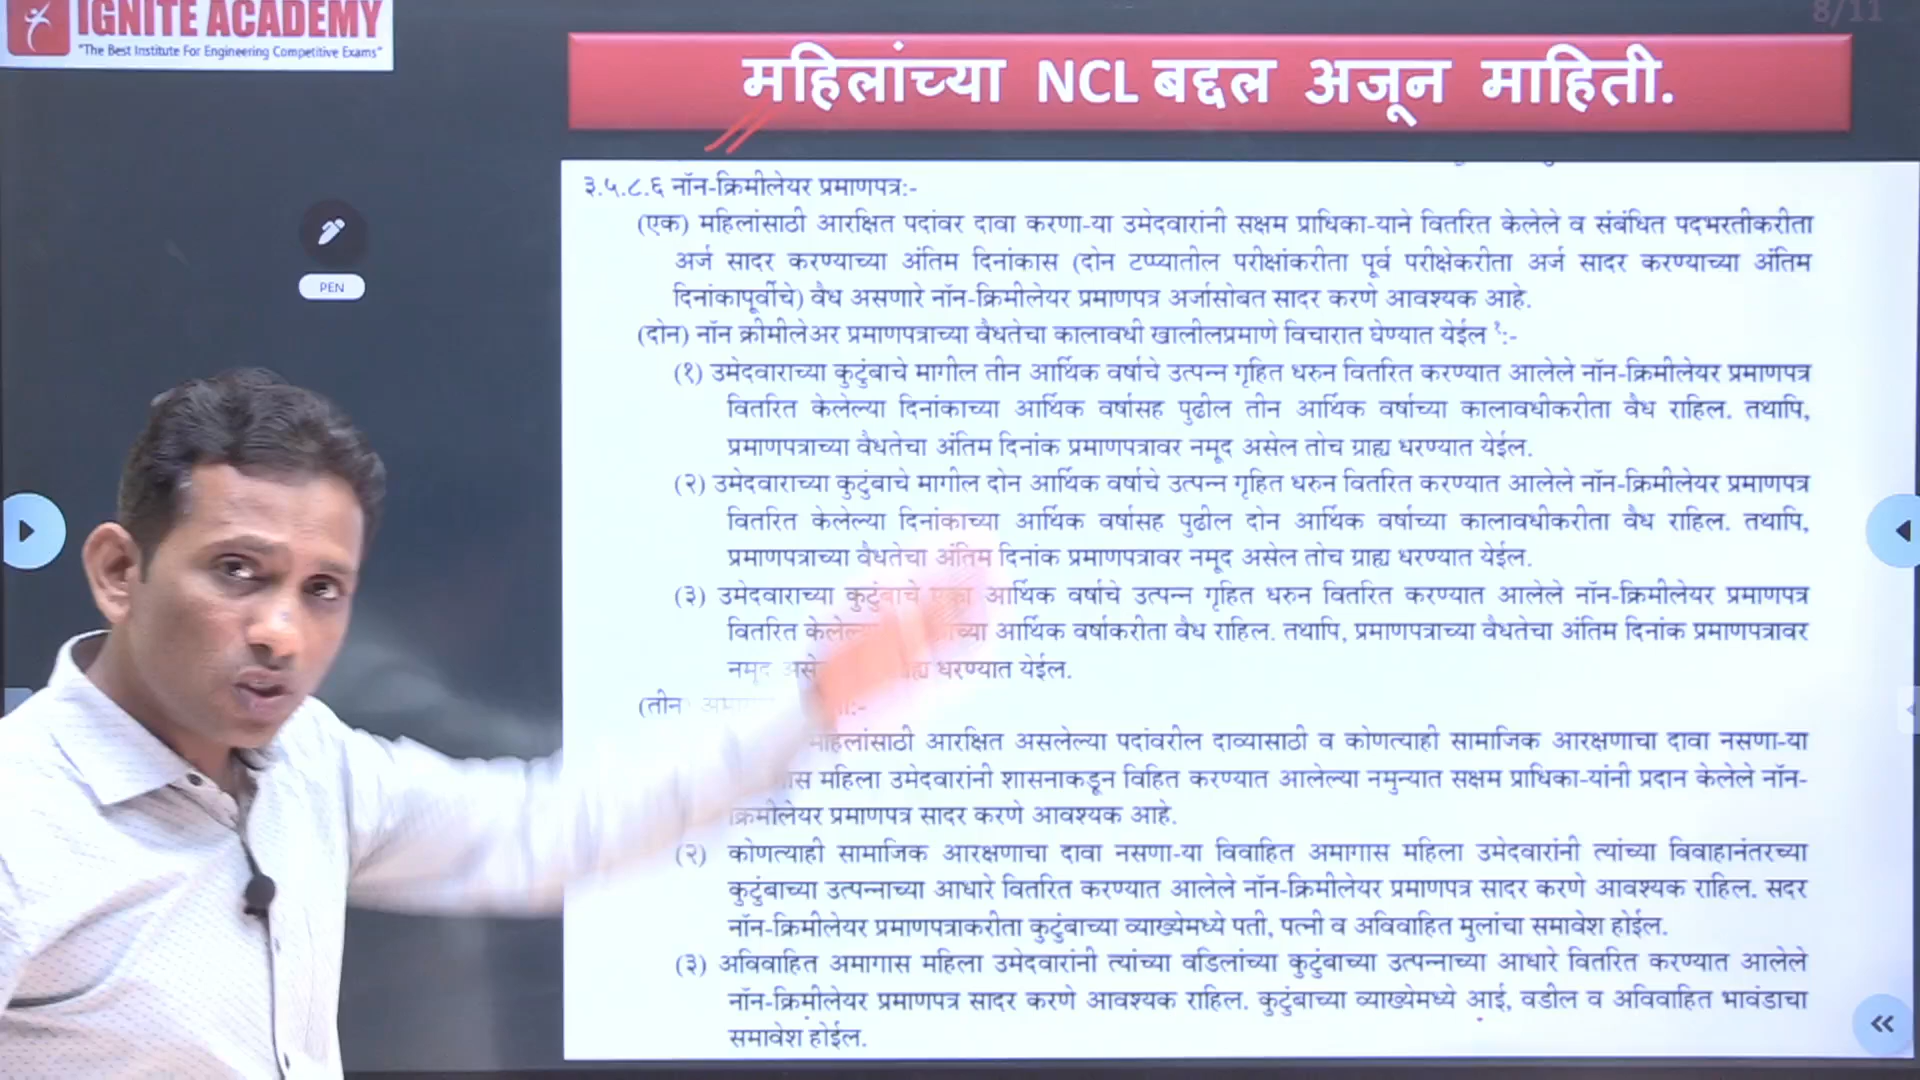 IGNITE ACADEMY
"The Best Institute For Engineering Competitive Exams"
8/11
महिलांच्या NCL बद्दल अजून माहिती.
PEN
३.५.८.६ नॉन-क्रिमीलेयर प्रमाणपत्र:-
(एक) महिलांसाठी आरक्षित पदांवर दावा करणा-या उमेदवारांनी सक्षम प्राधिका-याने वितरित केलेले व संबंधित पदभरतीकरीता
अर्ज सादर करण्याच्या अंतिम दिनांकास (दोन टप्प्यातील परीक्षांकरीता पूर्व परीक्षेकरीता अर्ज सादर करण्याच्या अंतिम
दिनांकापूर्वीचे) वैध असणारे नॉन-क्रिमीलेयर प्रमाणपत्र अर्जासोबत सादर करणे आवश्यक आहे.
(दोन) नॉन क्रीमीलेअर प्रमाणपत्राच्या वैधतेचा कालावधी खालीलप्रमाणे विचारात घेण्यात येईल १:-
(१) उमेदवाराच्या कुटुंबाचे मागील तीन आर्थिक वर्षाचे उत्पन्न गृहित धरुन वितरित करण्यात आलेले नॉन-क्रिमीलेयर प्रमाणपत्र
वितरित केलेल्या दिनांकाच्या आर्थिक वर्षासह पुढील तीन आर्थिक वर्षाच्या कालावधीकरीता वैध राहिल. तथापि,
प्रमाणपत्राच्या वैधतेचा अंतिम दिनांक प्रमाणपत्रावर नमूद असेल तोच ग्राह्य धरण्यात येईल.
(२) उमेदवाराच्या कुटुंबाचे मागील दोन आर्थिक वर्षाचे उत्पन्न गृहित धरुन वितरित करण्यात आलेले नॉन-क्रिमीलेयर प्रमाणपत्र
वितरित केलेल्या दिनांकाच्या आर्थिक वर्षासह पुढील दोन आर्थिक वर्षाच्या कालावधीकरीता वैध राहिल. तथापि,
प्रमाणपत्राच्या वैधतेचा अंतिम दिनांक प्रमाणपत्रावर नमूद असेल तोच ग्राह्य धरण्यात येईल.
(३) उमेदवाराच्या कुटुंबाचे एका आर्थिक वर्षाचे उत्पन्न गृहित धरुन वितरित करण्यात आलेले नॉन-क्रिमीलेयर प्रमाणपत्र
वितरित आर्थिक वर्षाकरीता वैध राहिल. तथापि, प्रमाणपत्राच्या वैधतेचा अंतिम दिनांक प्रमाणपत्रावर
नमूद धरण्यात येईल.
(तीन)
महिलांसाठी आरक्षित असलेल्या पदांवरील दाव्यासाठी व कोणत्याही सामाजिक आरक्षणाचा दावा नसणा-या
महिला उमेदवारांनी शासनाकडून विहित करण्यात आलेल्या नमुन्यात सक्षम प्राधिका-यांनी प्रदान केलेले नॉन-
क्रिमीलेयर प्रमाणपत्र सादर करणे आवश्यक आहे.
(२) कोणत्याही सामाजिक आरक्षणाचा दावा नसणा-या विवाहित अमागास महिला उमेदवारांनी त्यांच्या विवाहानंतरच्या
कुटुंबाच्या उत्पन्नाच्या आधारे वितरित करण्यात आलेले नॉन-क्रिमीलेयर प्रमाणपत्र सादर करणे आवश्यक राहिल. सदर
नॉन-क्रिमीलेयर प्रमाणपत्राकरीता कुटुंबाच्या व्याख्येमध्ये पती, पत्नी व अविवाहित मुलांचा समावेश होईल.
(३) अविवाहित अमागास महिला उमेदवारांनी त्यांच्या वडिलांच्या कुटुंबाच्या उत्पन्नाच्या आधारे वितरित करण्यात आलेले
नॉन-क्रिमीलेयर प्रमाणपत्र सादर करणे आवश्यक राहिल. कुटुंबाच्या व्याख्येमध्ये आई, वडील व अविवाहित भावंडाचा
समावेश होईल.